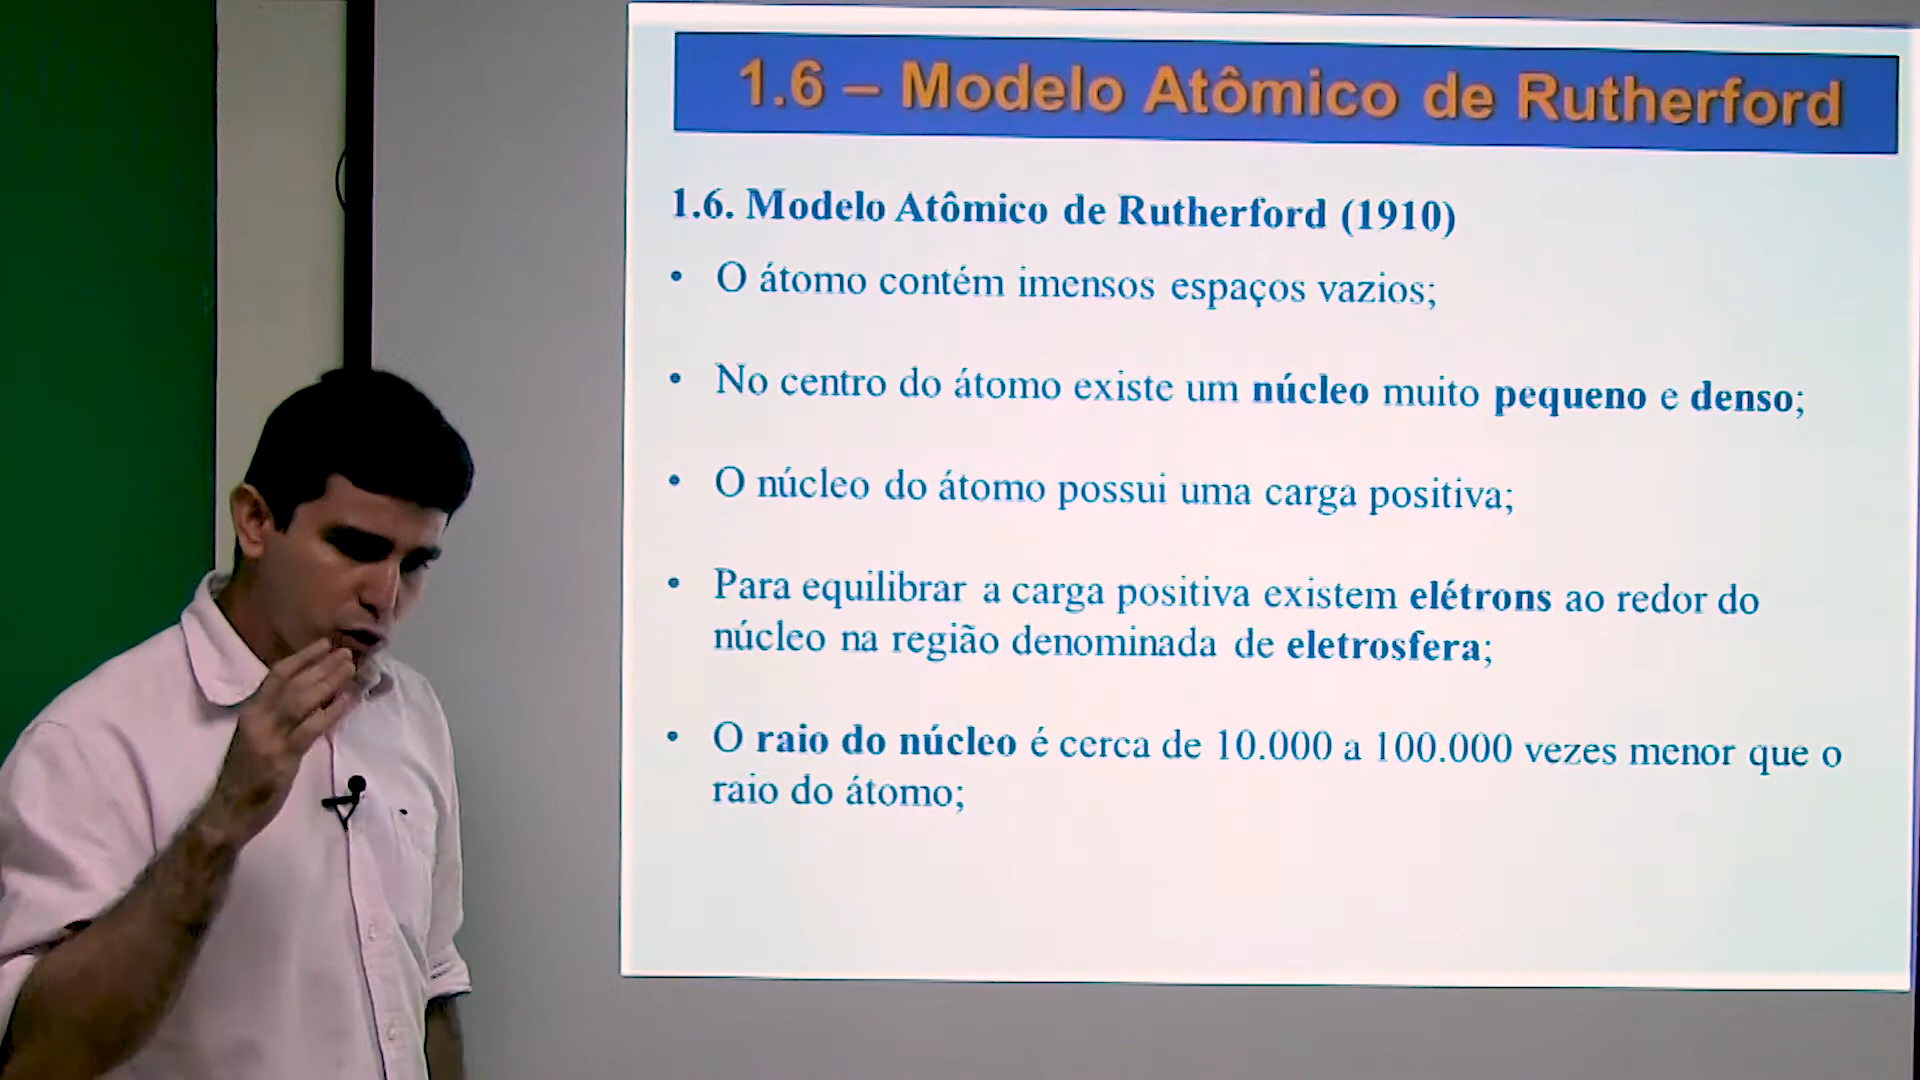 1.6 – Modelo Atômico de Rutherford
1.6. Modelo Atômico de Rutherford (1910)
• O átomo contém imensos espaços vazios;
• No centro do átomo existe um núcleo muito pequeno e denso;
• O núcleo do átomo possui uma carga positiva;
• Para equilibrar a carga positiva existem elétrons ao redor do
núcleo na região denominada de eletrosfera;
• O raio do núcleo é cerca de 10.000 a 100.000 vezes menor que o
raio do átomo;